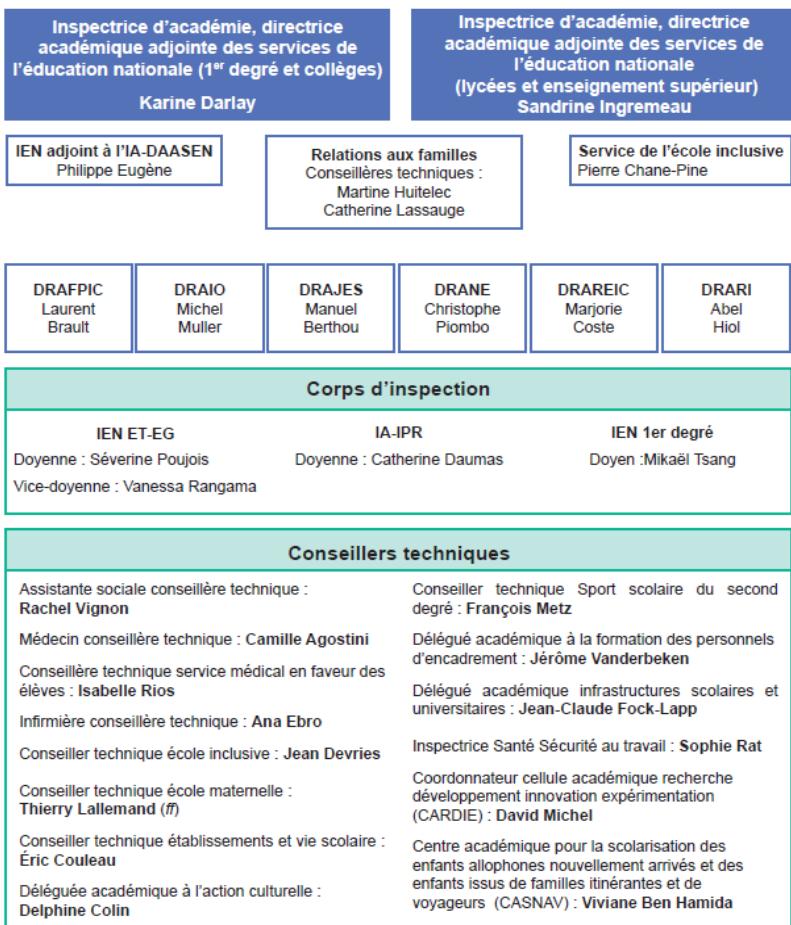 Inspectrice d’académie, directrice
académique adjointe des services de
l’éducation nationale (1er degré et collèges)
Karine Darlay
Inspectrice d’académie, directrice
académique adjointe des services de
l’éducation nationale
(lycées et enseignement supérieur)
Sandrine Ingremeau
IEN adjoint à l’IA-DAASEN
Philippe Eugène
Relations aux familles
Conseillères techniques :
Martine Huitelec
Catherine Lassauge
Service de l’école inclusive
Pierre Chane-Pine
DRAFPIC
Laurent
Brault
DRAIO
Michel
Muller
DRAJES
Manuel
Berthou
DRANE
Christophe
Piombo
DRAREIC
Marjorie
Coste
DRARI
Abel
Hiol
Corps d’inspection
IEN ET-EG
Doyenne : Séverine Poujois
Vice-doyenne : Vanessa Rangama
IA-IPR
Doyenne : Catherine Daumas
IEN 1er degré
Doyen :Mikaël Tsang
Conseillers techniques
Assistante sociale conseillère technique :
Rachel Vignon
Médecin conseillère technique : Camille Agostini
Conseillère technique service médical en faveur des
élèves : Isabelle Rios
Infirmière conseillère technique : Ana Ebro
Conseiller technique école inclusive : Jean Devries
Conseiller technique école maternelle :
Thierry Lallemand (ff)
Conseiller technique établissements et vie scolaire :
Éric Couleau
Déléguée académique à l’action culturelle :
Delphine Colin
Conseiller technique Sport scolaire du second
degré : François Metz
Délégué académique à la formation des personnels
d’encadrement : Jérôme Vanderbeken
Délégué académique infrastructures scolaires et
universitaires : Jean-Claude Fock-Lapp
Inspectrice Santé Sécurité au travail : Sophie Rat
Coordonnateur cellule académique recherche
développement innovation expérimentation
(CARDIE) : David Michel
Centre académique pour la scolarisation des
enfants allophones nouvellement arrivés et des
enfants issus de familles itinérantes et de
voyageurs (CASNAV) : Viviane Ben Hamida